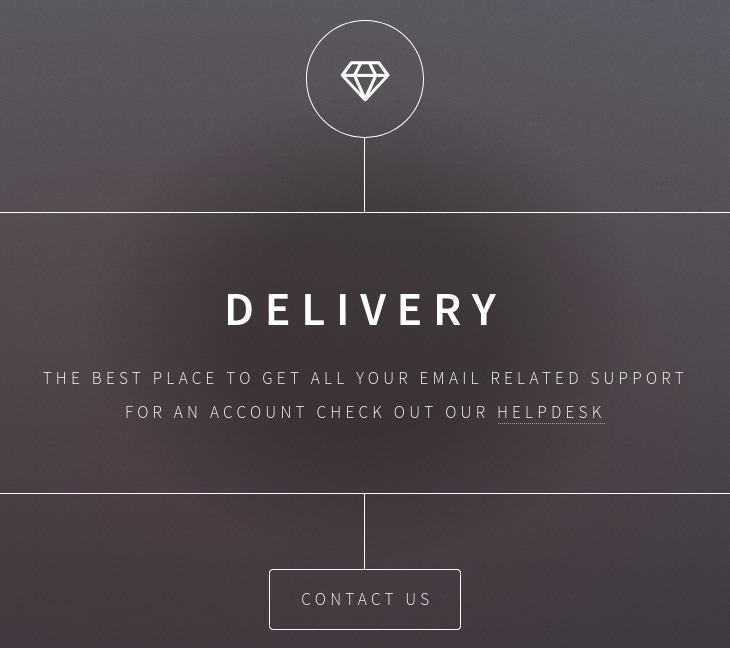 DELIVERY
THE BEST PLACE TO GET ALL YOUR EMAIL RELATED SUPPORT
FOR AN ACCOUNT CHECK OUT OUR HELPDESK
CONTACT US